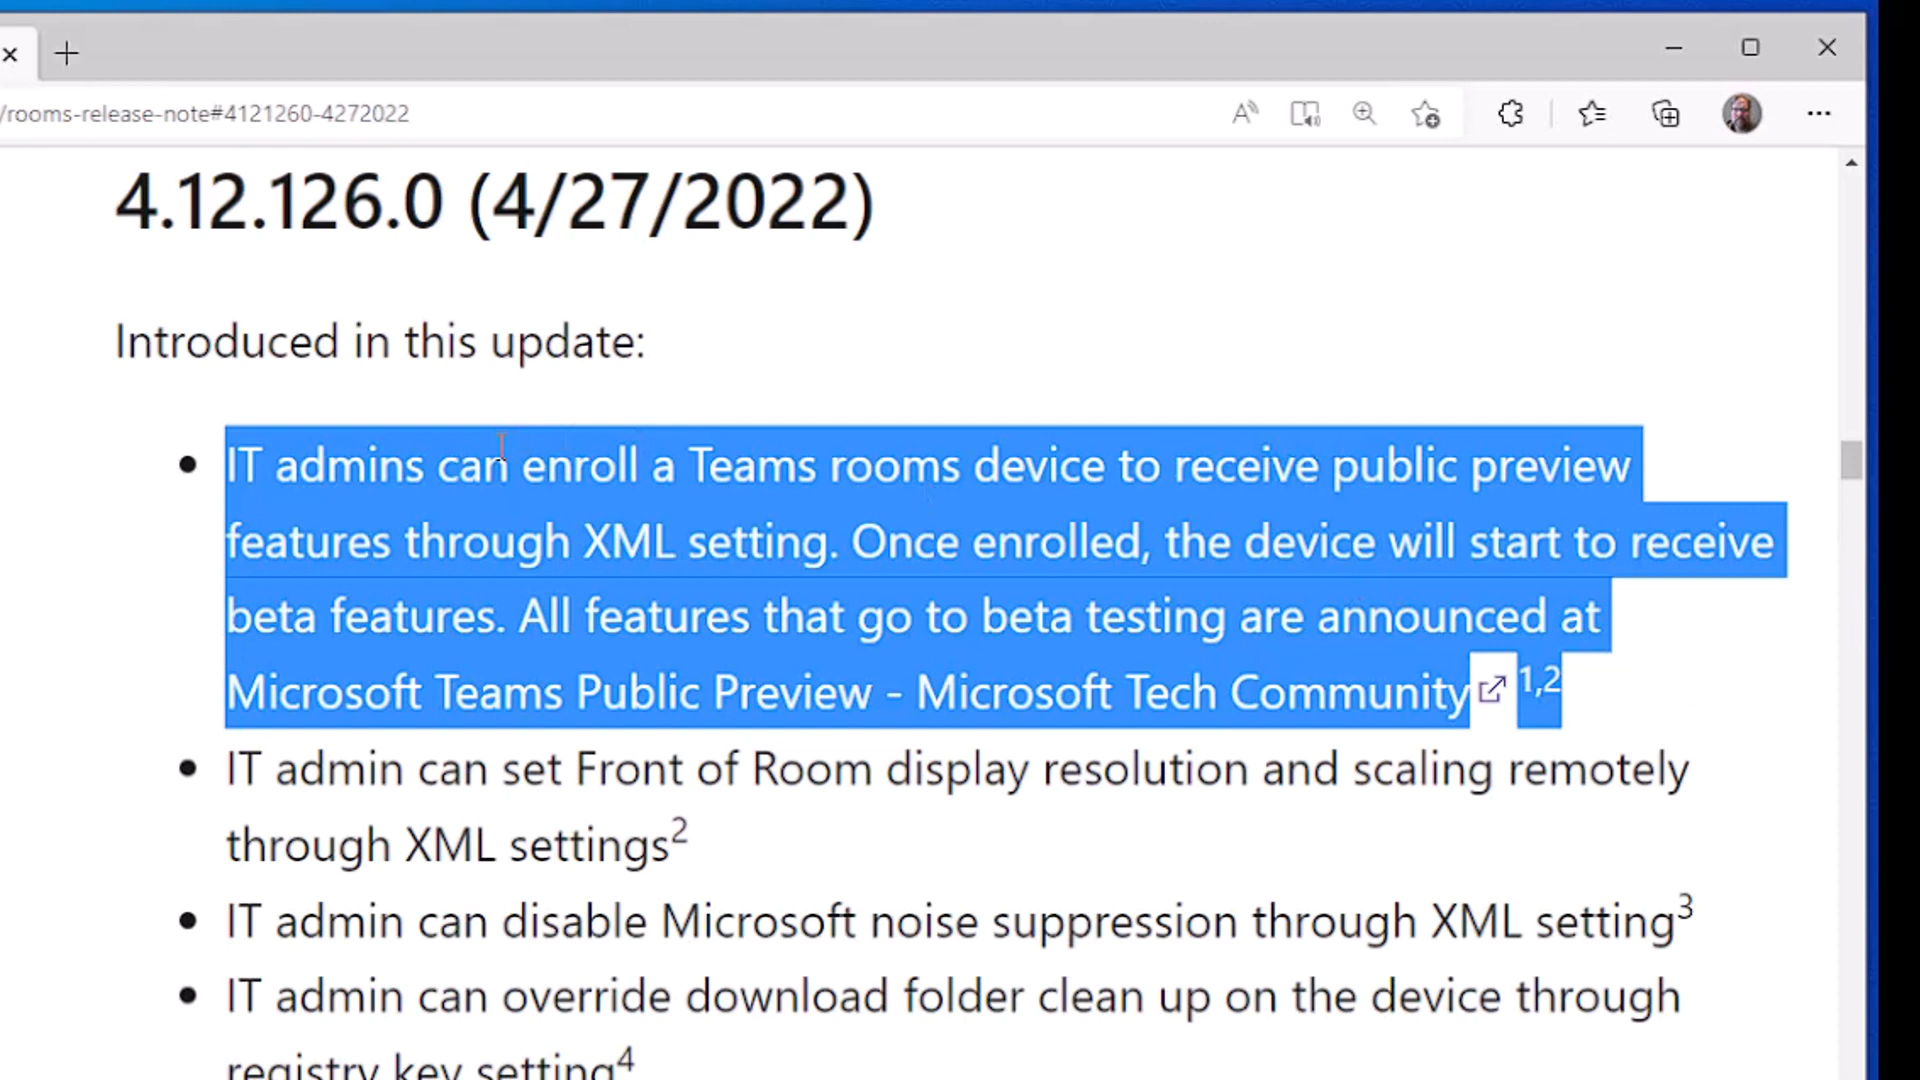 /rooms-release-note#4121260-4272022
4.12.126.0 (4/27/2022)
Introduced in this update:
IT admins can enroll a Teams rooms device to receive public preview
features through XML setting. Once enrolled, the device will start to receive
beta features. All features that go to beta testing are announced at
Microsoft Teams Public Preview - Microsoft Tech Community 1,2
IT admin can set Front of Room display resolution and scaling remotely
through XML settings2
IT admin can disable Microsoft noise suppression through XML setting3
IT admin can override download folder clean up on the device through
registry key setting4